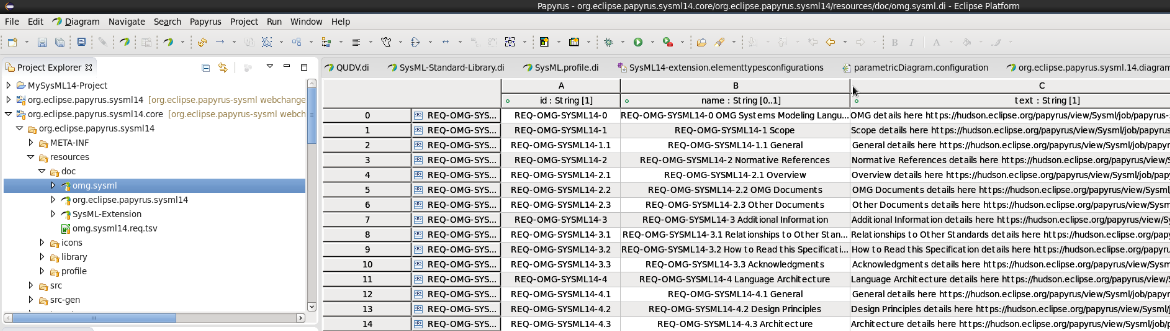 Papyrus - org.eclipse.papyrus.sysml14.core/org.eclipse.papyrus.sysml14/resources/doc/omg.sysml.di - Eclipse Platform
File Edit Diagram Navigate Search Papyrus Project Run Window Help
Project Explorer
MySysML14-Project
org.eclipse.papyrus.sysml14 [org.eclipse.papyrus-sysml webchange
org.eclipse.papyrus.sysml14.core [org.eclipse.papyrus-sysml webch
org.eclipse.papyrus.sysml14
META-INF
resources
doc
omg.sysml
org.eclipse.papyrus.sysml14
SysML-Extension
omg.sysml14.req.tsv
icons
library
profile
src
src-gen
QUDV.di SysML-Standard-Library.di SysML.profile.di SysML14-extension.elementtypesconfigurations parametricDiagram.configuration org.eclipse.papyrus.sysml.14.diagram
A B C
id : String [1] name : String [0..1] text : String [1]
0 REQ-OMG-SYS... REQ-OMG-SYSML14-0 REQ-OMG-SYSML14-0 OMG Systems Modeling Langu... OMG details here https://hudson.eclipse.org/papyrus/view/Sysml/job/papyrus-
1 REQ-OMG-SYS... REQ-OMG-SYSML14-1 REQ-OMG-SYSML14-1 Scope Scope details here https://hudson.eclipse.org/papyrus/view/Sysml/job/papyru
2 REQ-OMG-SYS... REQ-OMG-SYSML14-1.1 REQ-OMG-SYSML14-1.1 General General details here https://hudson.eclipse.org/papyrus/view/Sysml/job/papy
3 REQ-OMG-SYS... REQ-OMG-SYSML14-2 REQ-OMG-SYSML14-2 Normative References Normative References details here https://hudson.eclipse.org/papyrus/view/S
4 REQ-OMG-SYS... REQ-OMG-SYSML14-2.1 REQ-OMG-SYSML14-2.1 Overview Overview details here https://hudson.eclipse.org/papyrus/view/Sysml/job/pap
5 REQ-OMG-SYS... REQ-OMG-SYSML14-2.2 REQ-OMG-SYSML14-2.2 OMG Documents OMG Documents details here https://hudson.eclipse.org/papyrus/view/Sysml
6 REQ-OMG-SYS... REQ-OMG-SYSML14-2.3 REQ-OMG-SYSML14-2.3 Other Documents Other Documents details here https://hudson.eclipse.org/papyrus/view/Sysm
7 REQ-OMG-SYS... REQ-OMG-SYSML14-3 REQ-OMG-SYSML14-3 Additional Information Additional Information details here https://hudson.eclipse.org/papyrus/view/S
8 REQ-OMG-SYS... REQ-OMG-SYSML14-3.1 REQ-OMG-SYSML14-3.1 Relationships to Other Stan... Relationships to Other Standards details here https://hudson.eclipse.org/pap
9 REQ-OMG-SYS... REQ-OMG-SYSML14-3.2 REQ-OMG-SYSML14-3.2 How to Read this Specificati... How to Read this Specification details here https://hudson.eclipse.org/papyru
10 REQ-OMG-SYS... REQ-OMG-SYSML14-3.3 REQ-OMG-SYSML14-3.3 Acknowledgments Acknowledgments details here https://hudson.eclipse.org/papyrus/view/Sys
11 REQ-OMG-SYS... REQ-OMG-SYSML14-4 REQ-OMG-SYSML14-4 Language Architecture Language Architecture details here https://hudson.eclipse.org/papyrus/view/
12 REQ-OMG-SYS... REQ-OMG-SYSML14-4.1 REQ-OMG-SYSML14-4.1 General General details here https://hudson.eclipse.org/papyrus/view/Sysml/job/papy
13 REQ-OMG-SYS... REQ-OMG-SYSML14-4.2 REQ-OMG-SYSML14-4.2 Design Principles Design Principles details here https://hudson.eclipse.org/papyrus/view/Sysml
14 REQ-OMG-SYS... REQ-OMG-SYSML14-4.3 REQ-OMG-SYSML14-4.3 Architecture Architecture details here https://hudson.eclipse.org/papyrus/view/Sysml/job/